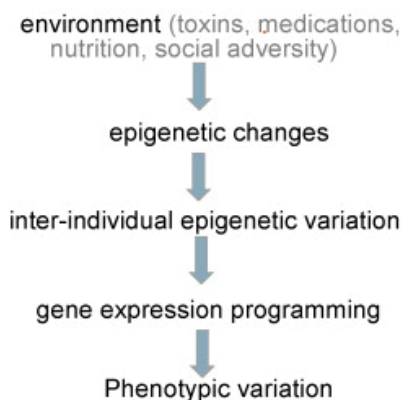 environment (toxins, medications,
nutrition, social adversity)
epigenetic changes
inter-individual epigenetic variation
gene expression programming
Phenotypic variation